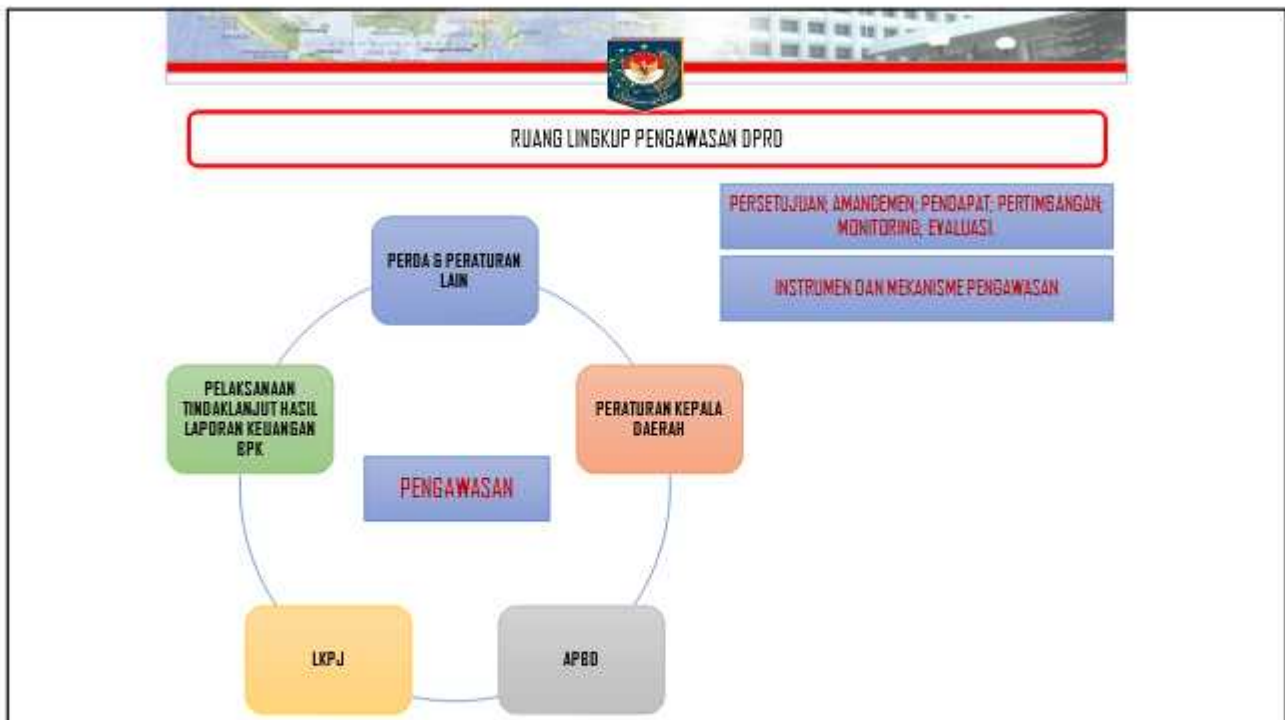 RUANG LINGKUP PENGAWASAN DPRD
PERSETUJUAN; AMANDEMEN; PENDAPAT; PERTIMBANGAN;
MONITORING; EVALUASI.
INSTRUMEN DAN MEKANISME PENGAWASAN
PERDA & PERATURAN
LAIN
PERATURAN KEPALA
DAERAH
APBD
LKPJ
PELAKSANAAN
TINDAKLANJUT HASIL
LAPORAN KEUANGAN
BPK
PENGAWASAN